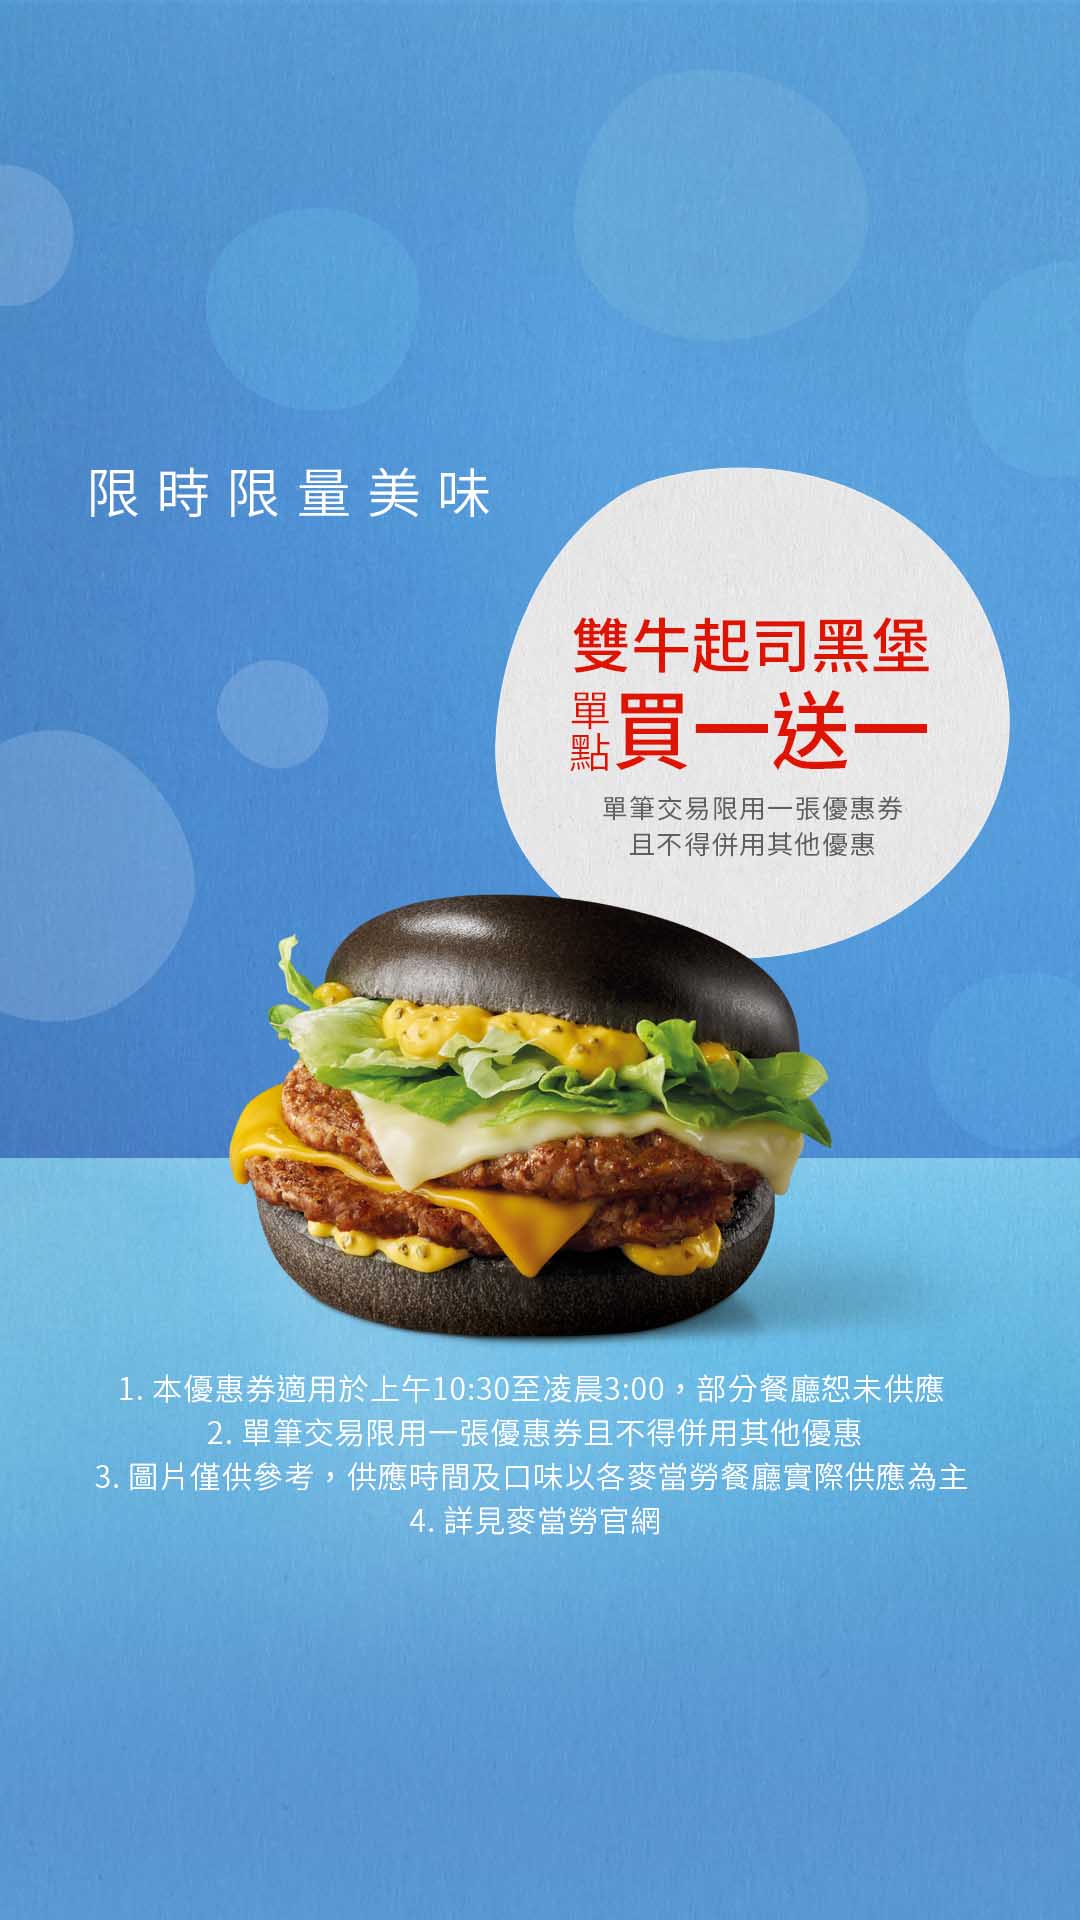 限時限量美味
雙牛起司黑堡
單點買一送一
單筆交易限用一張優惠券
且不得併用其他優惠
1. 本優惠券適用於上午10:30至凌晨3:00，部分餐廳恕未供應
2. 單筆交易限用一張優惠券且不得併用其他優惠
3. 圖片僅供參考，供應時間及口味以各麥當勞餐廳實際供應為主
4. 詳見麥當勞官網